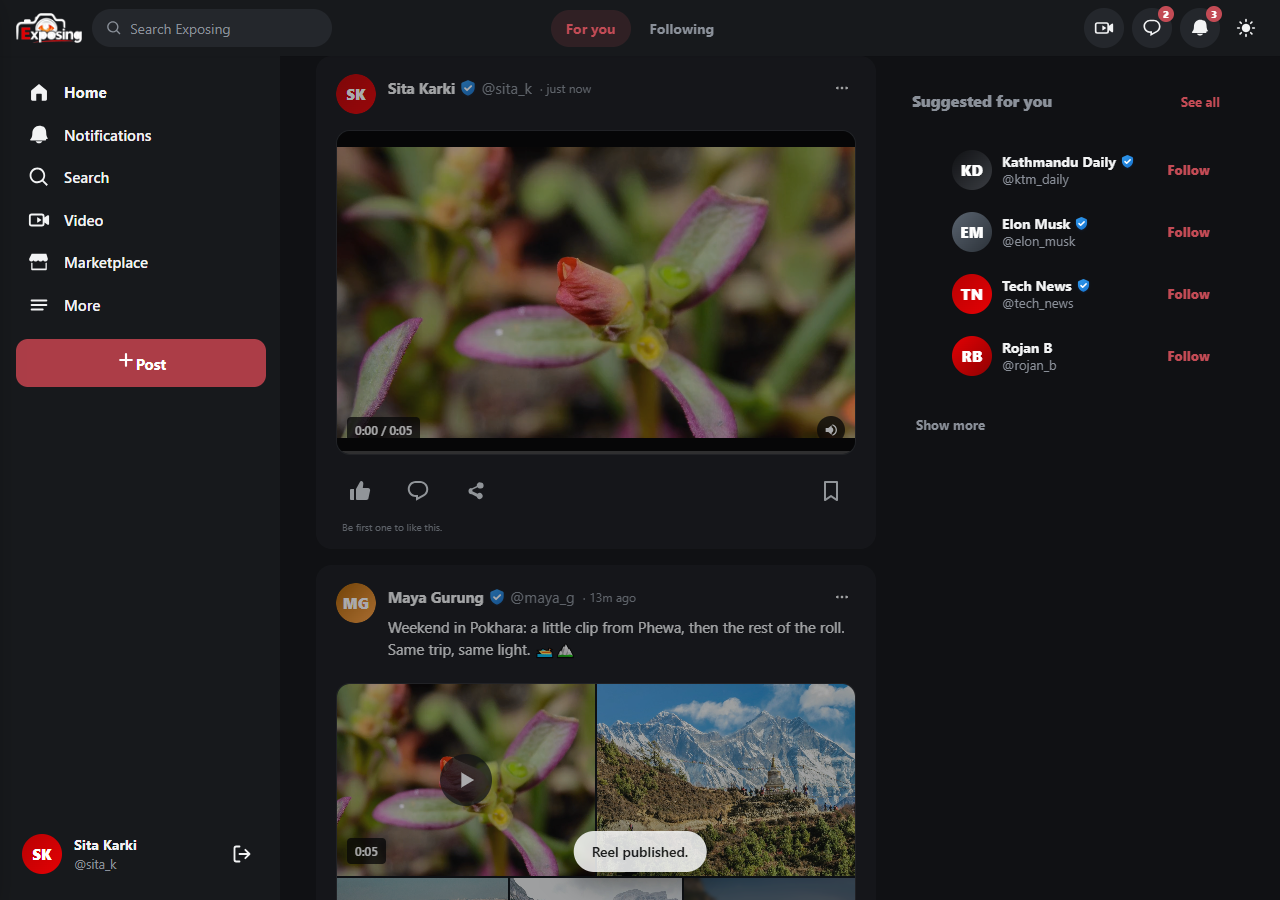 Exposing
Search Exposing
For you
Following
2
3
Home
Notifications
Search
Video
Marketplace
More
Post
SK
Sita Karki
@sita_k
SK
Sita Karki @sita_k · just now
0:00 / 0:05
Be first one to like this.
MG
Maya Gurung @maya_g · 13m ago
Weekend in Pokhara: a little clip from Phewa, then the rest of the roll.
Same trip, same light.
0:05
Reel published.
Suggested for you
See all
KD
Kathmandu Daily
@ktm_daily
Follow
EM
Elon Musk
@elon_musk
Follow
TN
Tech News
@tech_news
Follow
RB
Rojan B
@rojan_b
Follow
Show more